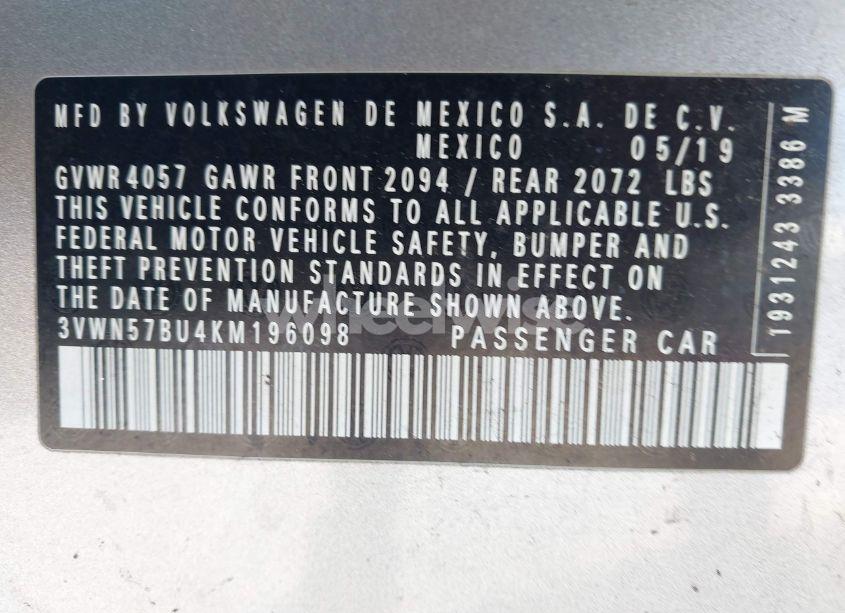 MFD BY VOLKSWAGEN DE MEXICO S.A. DE C.V.
MEXICO 05/19
GVWR 4057 GAWR FRONT 2094 / REAR 2072 LBS
THIS VEHICLE CONFORMS TO ALL APPLICABLE U.S.
FEDERAL MOTOR VEHICLE SAFETY, BUMPER AND
THEFT PREVENTION STANDARDS IN EFFECT ON
THE DATE OF MANUFACTURE SHOWN ABOVE.
3VWN57BU4KM196098 PASSENGER CAR
1931243 3386 M
wheelwise